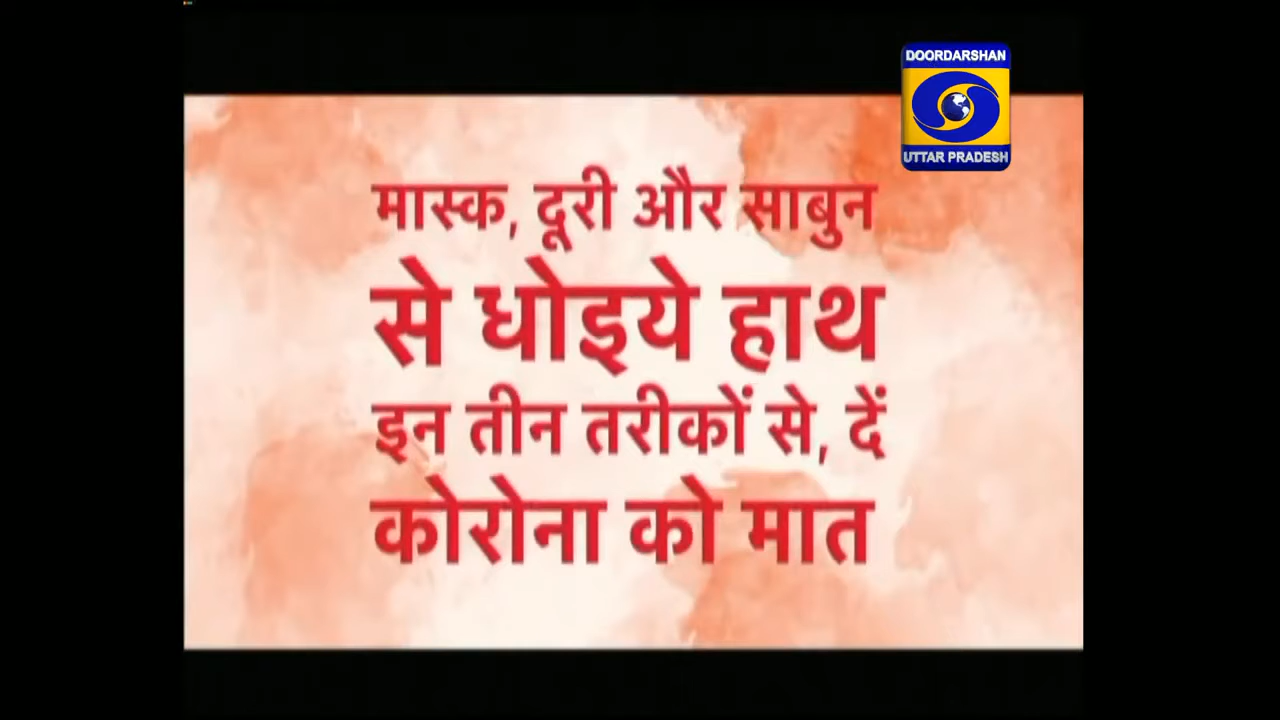 DOORDARSHAN
UTTAR PRADESH
मास्क, दूरी और साबुन
से धोइये हाथ
इन तीन तरीकों से, दें
कोरोना को मात